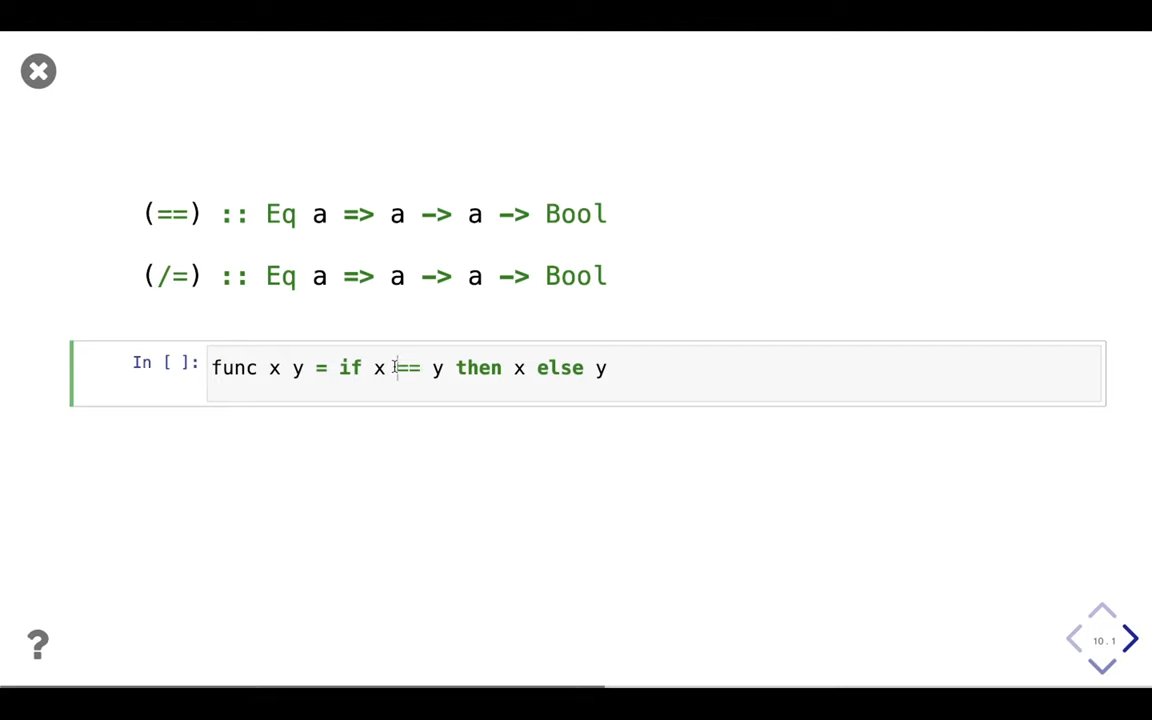 (==) :: Eq a => a -> a -> Bool
(/=) :: Eq a => a -> a -> Bool
In [ ]: func x y = if x == y then x else y
?
10.1